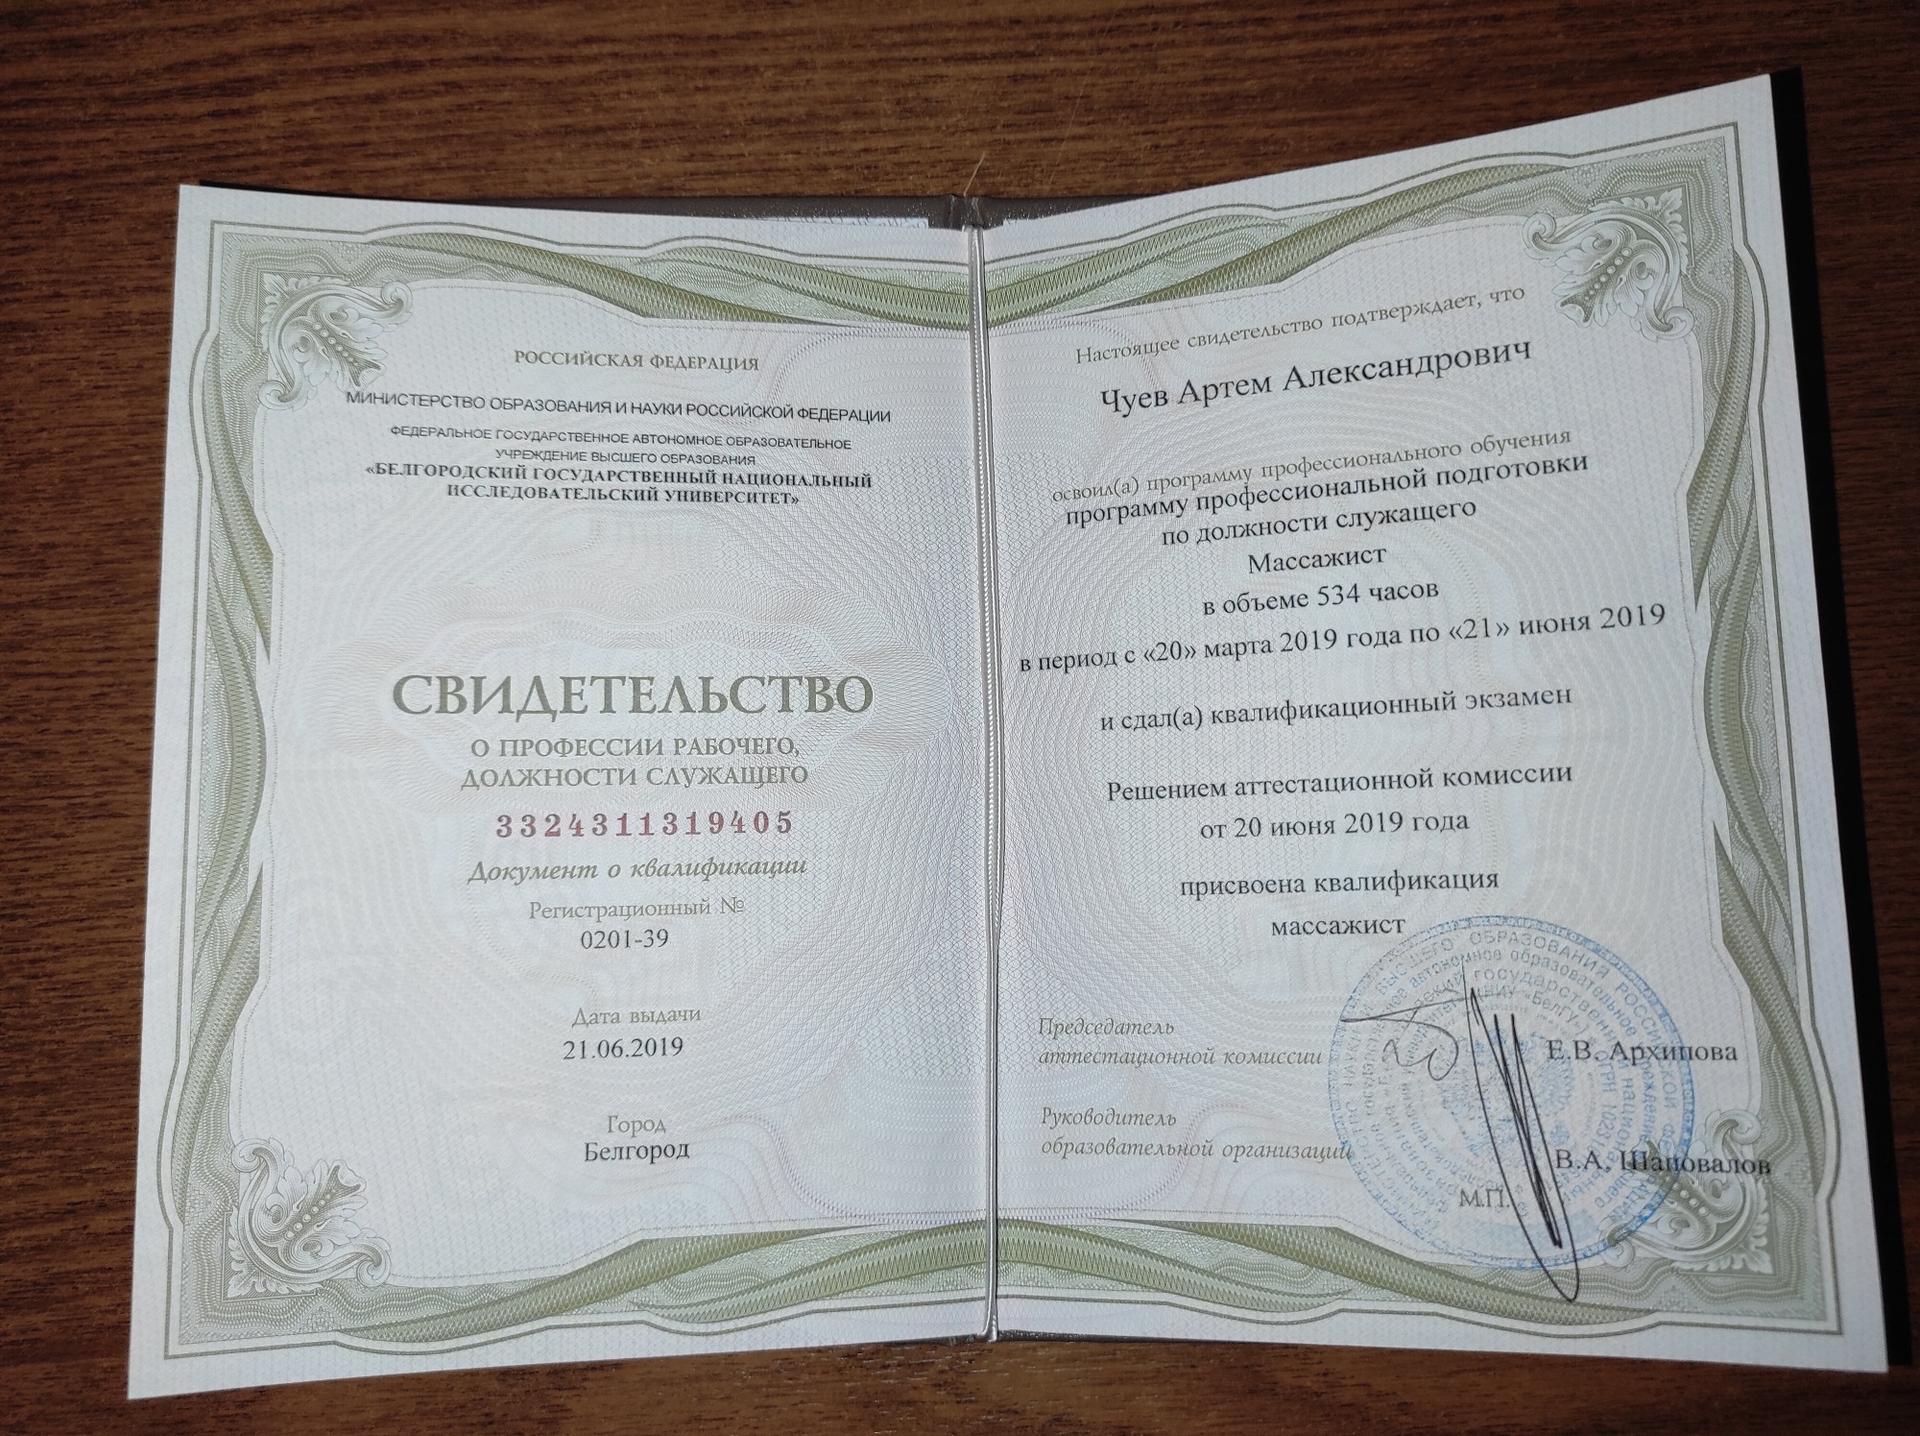 РОССИЙСКАЯ ФЕДЕРАЦИЯ
МИНИСТЕРСТВО ОБРАЗОВАНИЯ И НАУКИ РОССИЙСКОЙ ФЕДЕРАЦИИ
ФЕДЕРАЛЬНОЕ ГОСУДАРСТВЕННОЕ АВТОНОМНОЕ ОБРАЗОВАТЕЛЬНОЕ
УЧРЕЖДЕНИЕ ВЫСШЕГО ОБРАЗОВАНИЯ
«БЕЛГОРОДСКИЙ ГОСУДАРСТВЕННЫЙ НАЦИОНАЛЬНЫЙ
ИССЛЕДОВАТЕЛЬСКИЙ УНИВЕРСИТЕТ»
СВИДЕТЕЛЬСТВО
О ПРОФЕССИИ РАБОЧЕГО,
ДОЛЖНОСТИ СЛУЖАЩЕГО
3324311319405
Документ о квалификации
Регистрационный №
0201-39
Дата выдачи
21.06.2019
Город
Белгород
Настоящее свидетельство подтверждает, что
Чуев Артем Александрович
освоил(а) программу профессионального обучения
программу профессиональной подготовки
по должности служащего
Массажист
в объеме 534 часов
в период с «20» марта 2019 года по «21» июня 2019
и сдал(а) квалификационный экзамен
Решением аттестационной комиссии
от 20 июня 2019 года
присвоена квалификация
массажист
Председатель
аттестационной комиссии
Е.В. Архипова
Руководитель
образовательной организации
В.А. Шаповалов
М.П.